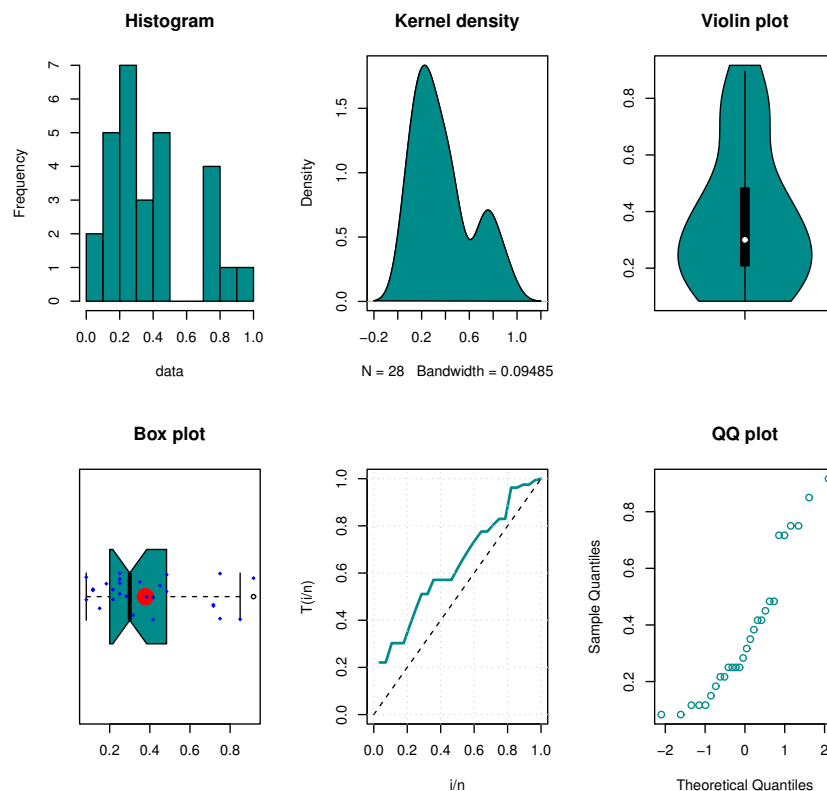 Histogram
Frequency
0 1 2 3 4 5 6 7
0.0 0.2 0.4 0.6 0.8 1.0
data
Kernel density
Density
0.0 0.5 1.0 1.5
−0.2 0.2 0.6 1.0
N = 28 Bandwidth = 0.09485
Violin plot
0.2 0.4 0.6 0.8
Box plot
0.2 0.4 0.6 0.8
T(i/n)
0.0 0.2 0.4 0.6 0.8 1.0
0.0 0.2 0.4 0.6 0.8 1.0
i/n
QQ plot
Sample Quantiles
0.2 0.4 0.6 0.8
−2 −1 0 1 2
Theoretical Quantiles